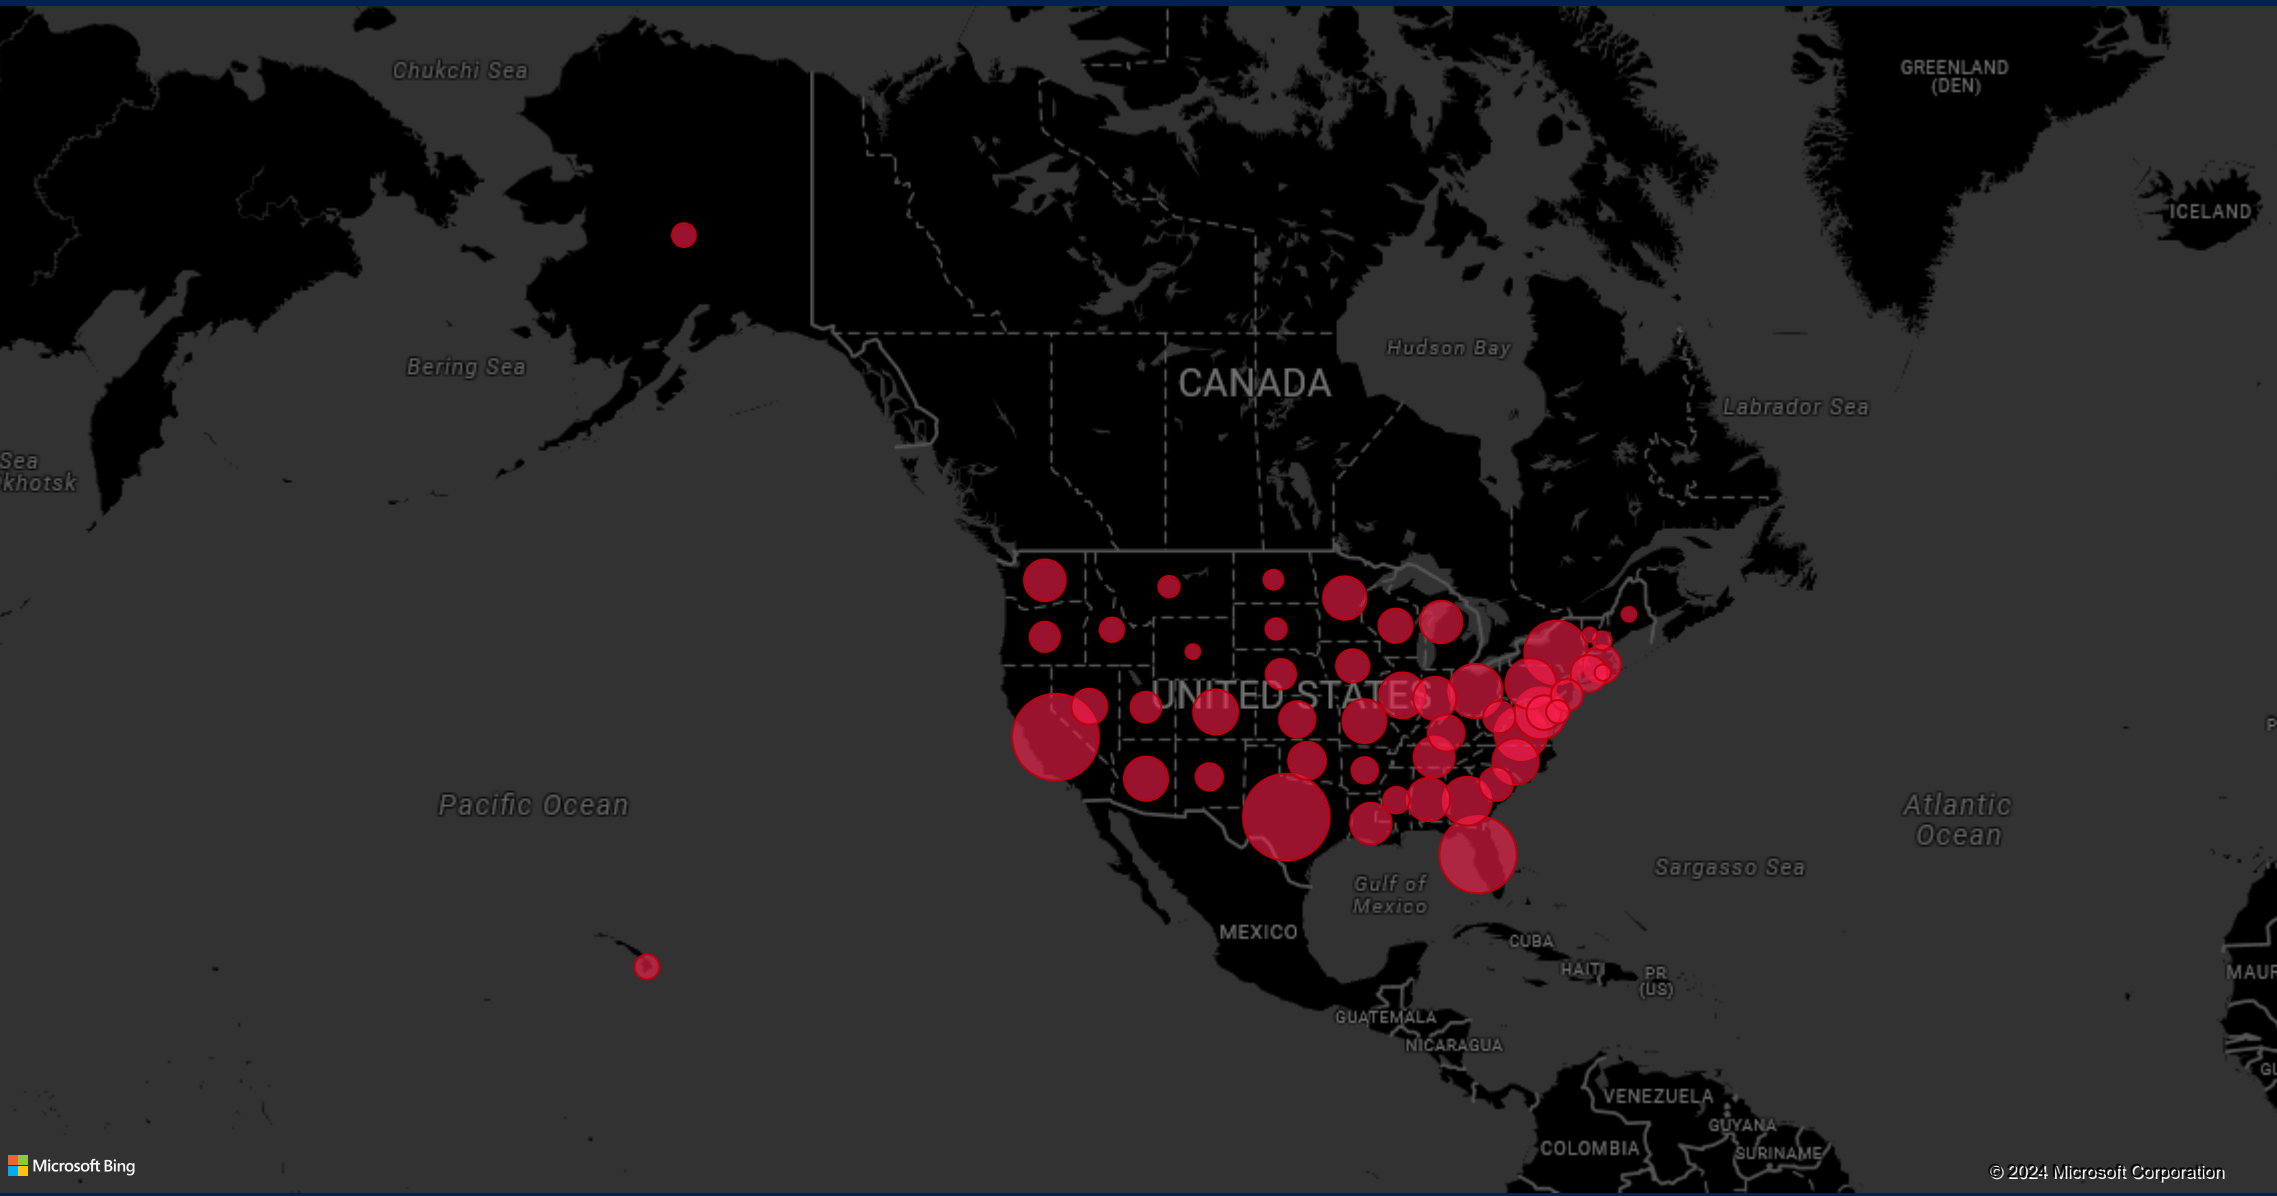 Chukchi Sea
GREENLAND
(DEN)
ICELAND
Hudson Bay
Bering Sea
CANADA
Labrador Sea
Sea
khotsk
UNITED STATES
Pacific Ocean
Atlantic
Ocean
Sargasso Sea
Gulf of
Mexico
MEXICO
CUBA
HAITI
PR
(US)
MAUR
GUATEMALA
NICARAGUA
GU
VENEZUELA
GUYANA
COLOMBIA
SURINAME
Microsoft Bing
© 2024 Microsoft Corporation